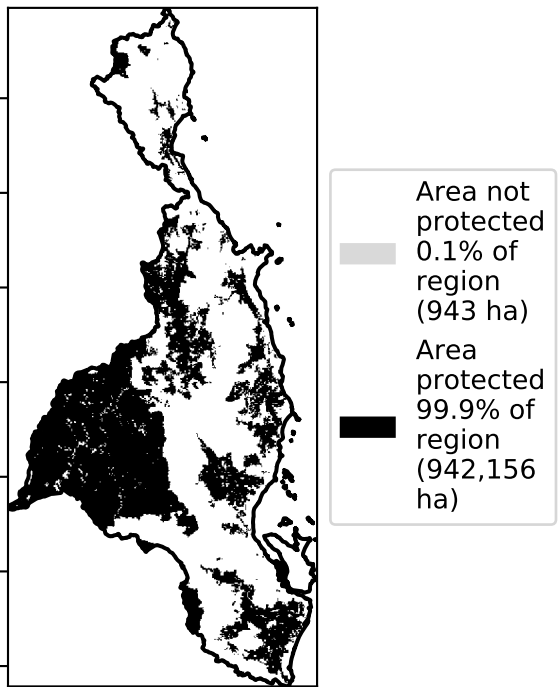 Area not
protected
0.1% of
region
(943 ha)
Area
protected
99.9% of
region
(942,156
ha)